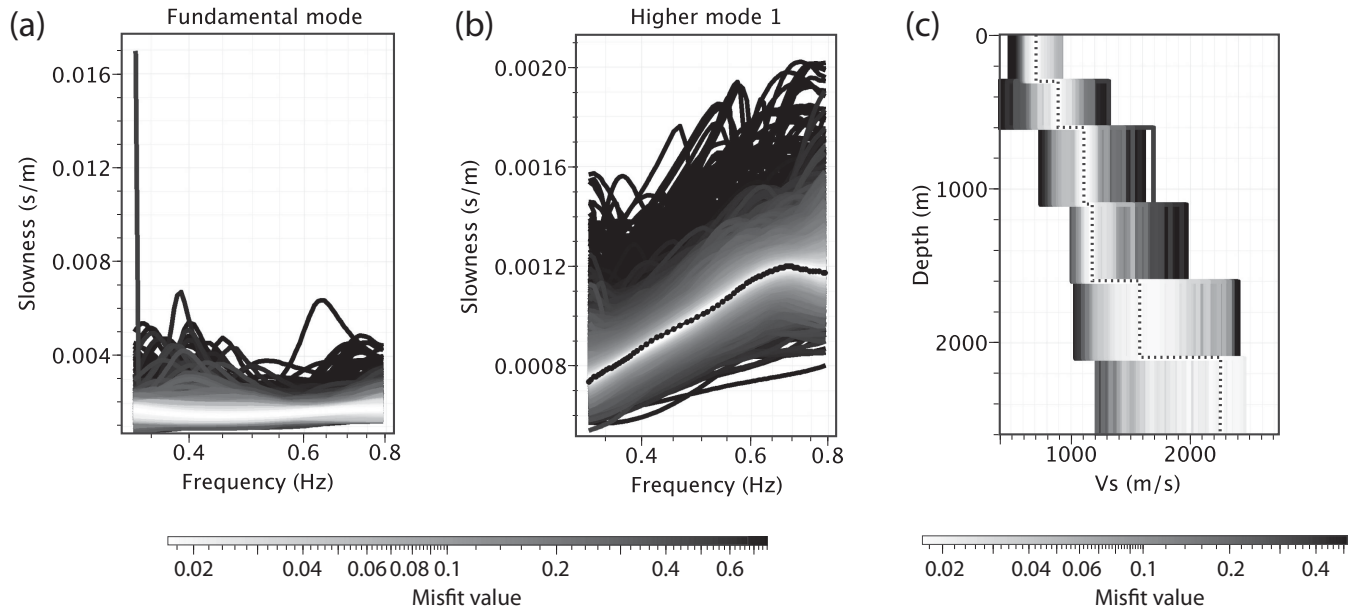 (a)
Fundamental mode
Slowness (s/m)
0.016
0.012
0.008
0.004
0.4
0.8
Frequency (Hz)
(b)
Higher mode 1
Slowness (s/m)
0.0020
0.0016
0.0012
0.0008
0.4
0.6
0.8
Frequency (Hz)
(c)
Depth (m)
0
1000
2000
1000
2000
Vs (m/s)
0.02
0.04
0.06
0.08
0.1
0.2
0.4
0.6
Misfit value
0.02
0.04
0.06
0.1
0.2
0.4
Misfit value